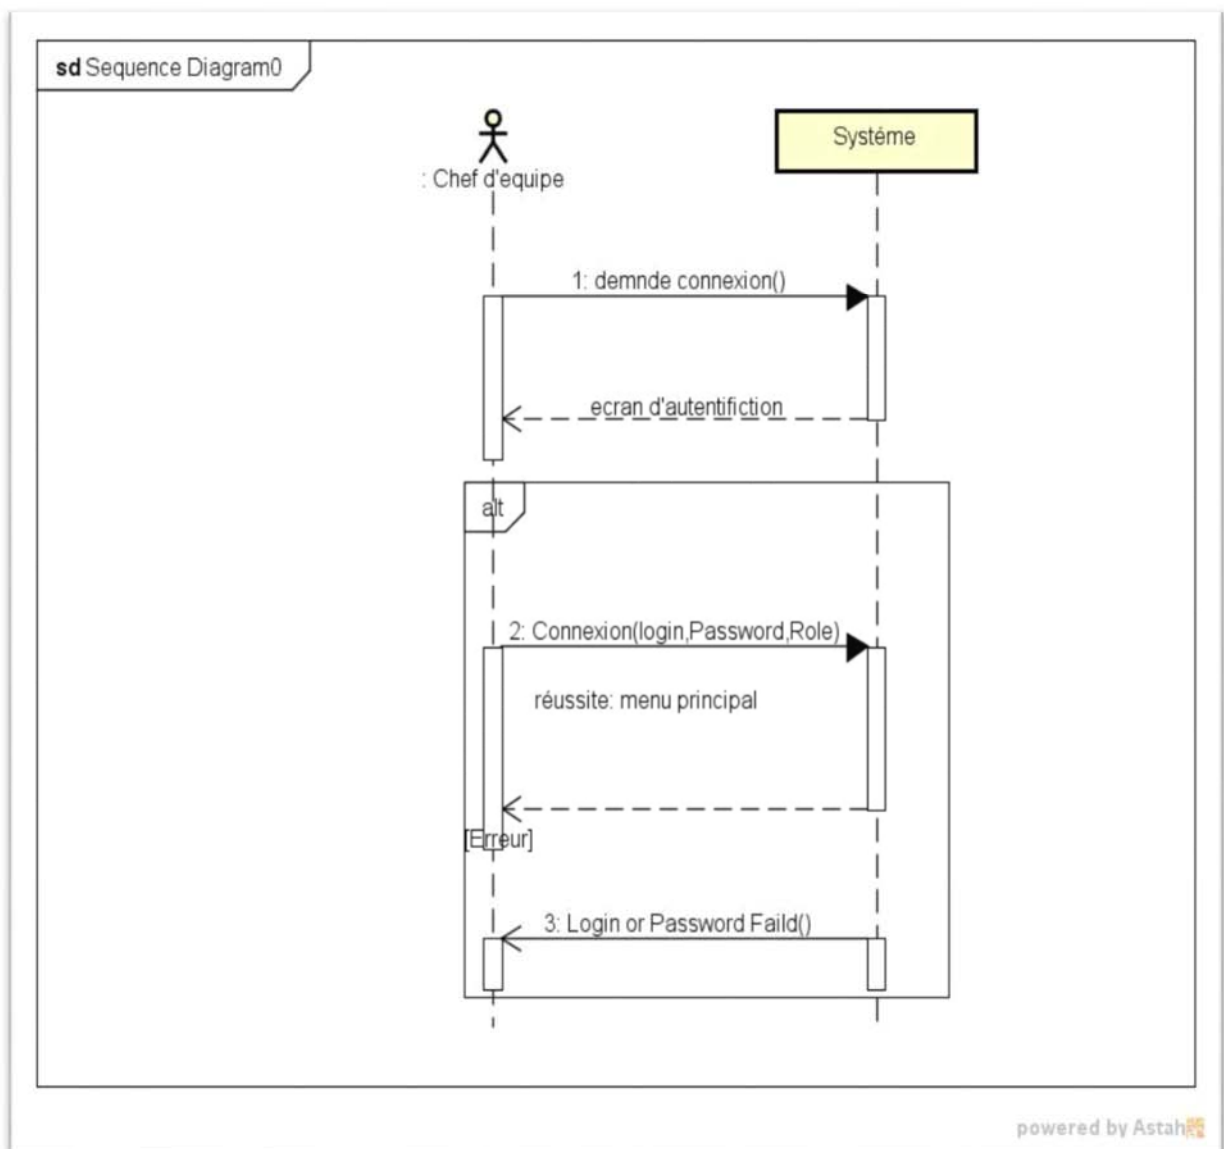 sd Sequence Diagram0
: Chef d'equipe
Systéme
1: demnde connexion()
ecran d'autentifiction
alt
2: Connexion(login,Password,Role)
réussite: menu principal
[Erreur]
3: Login or Password Faild()
powered by Astah